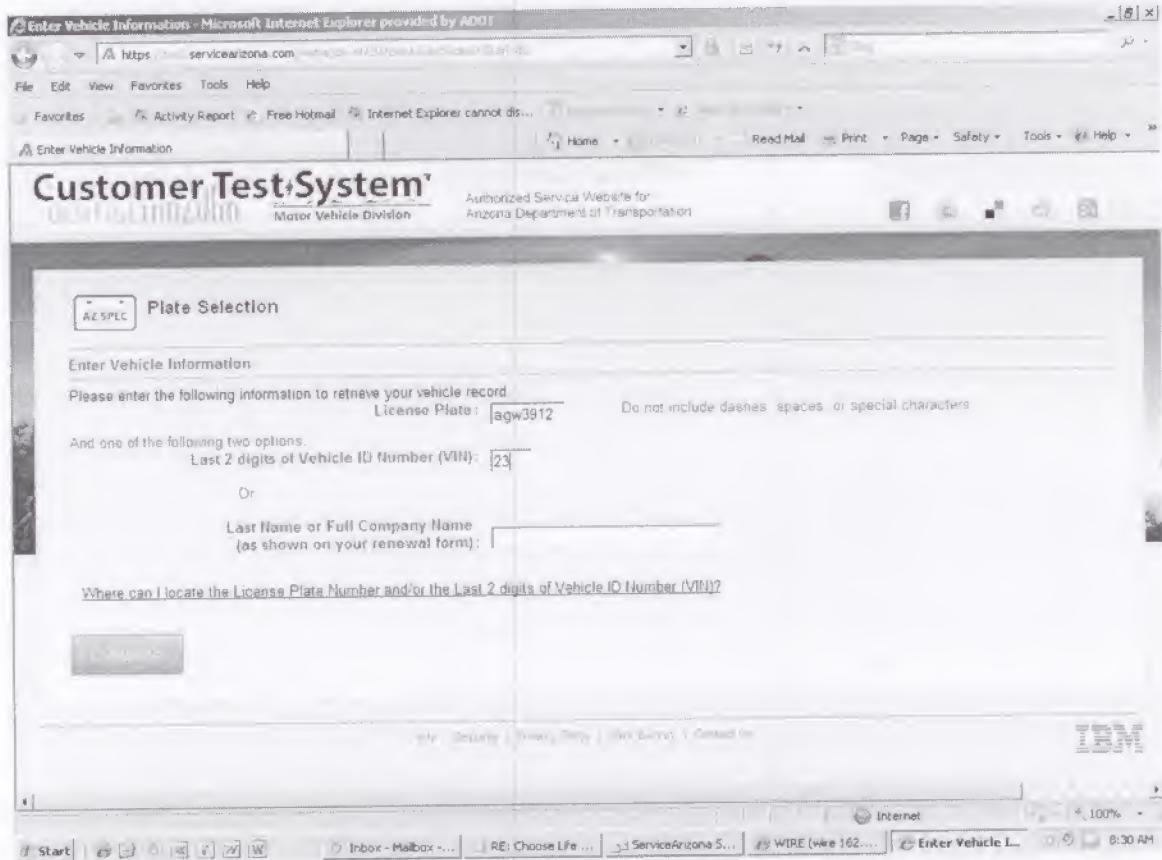 Enter Vehicle Information - Microsoft Internet Explorer provided by ADOT
https servicearizona.com
File Edit View Favorites Tools Help
Favorites Activity Report Free Hotmail Internet Explorer cannot dis...
Enter Vehicle Information Home Read Mail Print Page Safety Tools Help
Customer Test System
Motor Vehicle Division
Authorized Service Website for
Arizona Department of Transportation
AZ SPEC Plate Selection
Enter Vehicle Information
Please enter the following information to retrieve your vehicle record
License Plate: agw3912 Do not include dashes spaces or special characters
And one of the following two options.
Last 2 digits of Vehicle ID Number (VIN): 23
Or
Last Name or Full Company Name
(as shown on your renewal form):
Where can I locate the License Plate Number and/or the Last 2 digits of Vehicle ID Number (VIN)?
IBM
Internet 100%
Start Inbox - Mailbox -... RE: Choose Life ... ServiceArizona S... WIRE (wire 162.... Enter Vehicle I... 8:30 AM